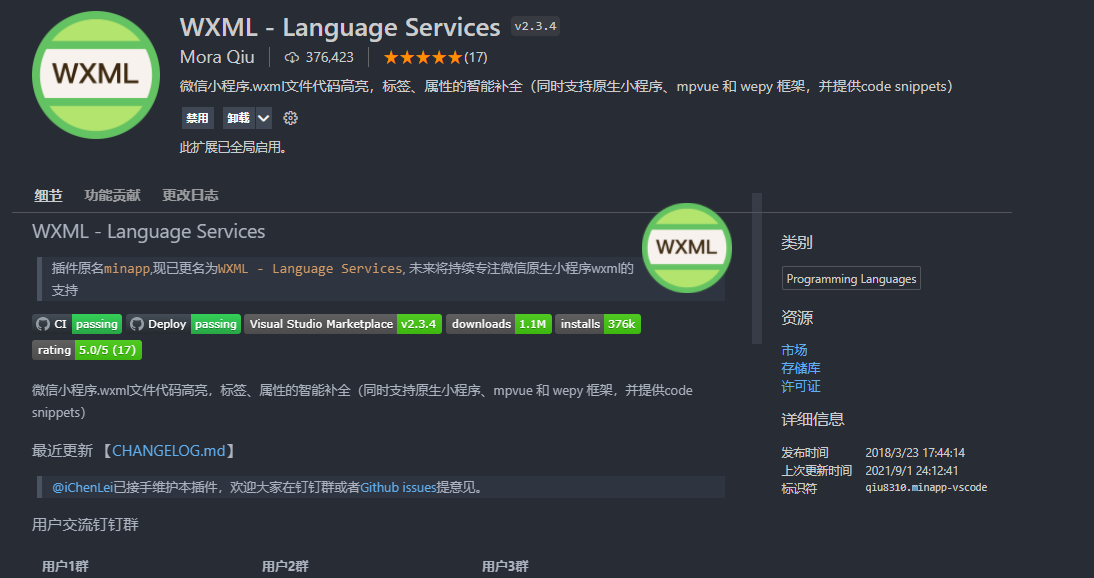 WXML
WXML - Language Services v2.3.4
Mora Qiu 376,423 (17)
微信小程序.wxml文件代码高亮，标签、属性的智能补全（同时支持原生小程序、mpvue 和 wepy 框架，并提供code snippets）
禁用 卸载
此扩展已全局启用。
细节 功能贡献 更改日志
WXML - Language Services
WXML
插件原名minapp,现已更名为WXML - Language Services, 未来将持续专注微信原生小程序wxml的
支持
CI passing Deploy passing Visual Studio Marketplace v2.3.4 downloads 1.1M installs 376k
rating 5.0/5 (17)
微信小程序.wxml文件代码高亮，标签、属性的智能补全（同时支持原生小程序、mpvue 和 wepy 框架，并提供code
snippets）
最近更新 【CHANGELOG.md】
@iChenLei已接手维护本插件，欢迎大家在钉钉群或者Github issues提意见。
用户交流钉钉群
用户1群 用户2群 用户3群
类别
Programming Languages
资源
市场
存储库
许可证
详细信息
发布时间 2018/3/23 17:44:14
上次更新时间 2021/9/1 24:12:41
标识符 qiu8310.minapp-vscode